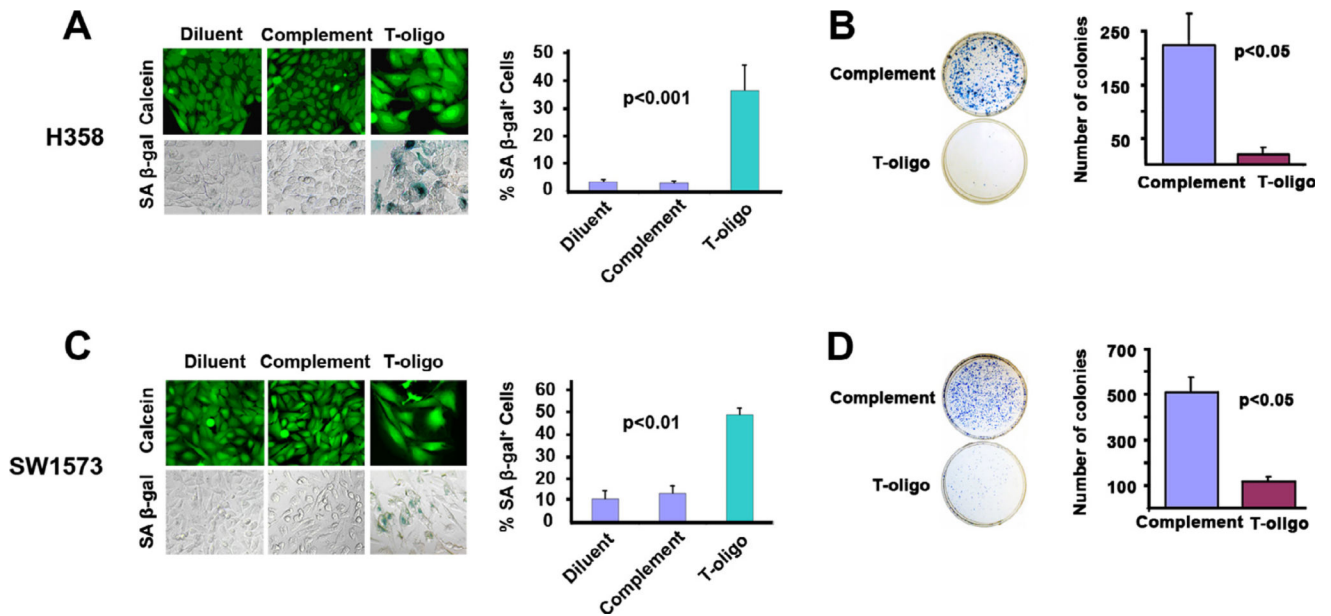 A
Diluent Complement T-oligo
H358
Calcein
SA β-gal
% SA β-gal⁺ Cells
50
40
30
20
10
0
p<0.001
Diluent
Complement
T-oligo
B
Complement
T-oligo
Number of colonies
250
150
50
p<0.05
Complement T-oligo
C
Diluent Complement T-oligo
SW1573
Calcein
SA β-gal
% SA β-gal⁺ Cells
60
50
40
30
20
10
0
p<0.01
Diluent
Complement
T-oligo
D
Complement
T-oligo
Number of colonies
700
500
300
100
p<0.05
Complement T-oligo